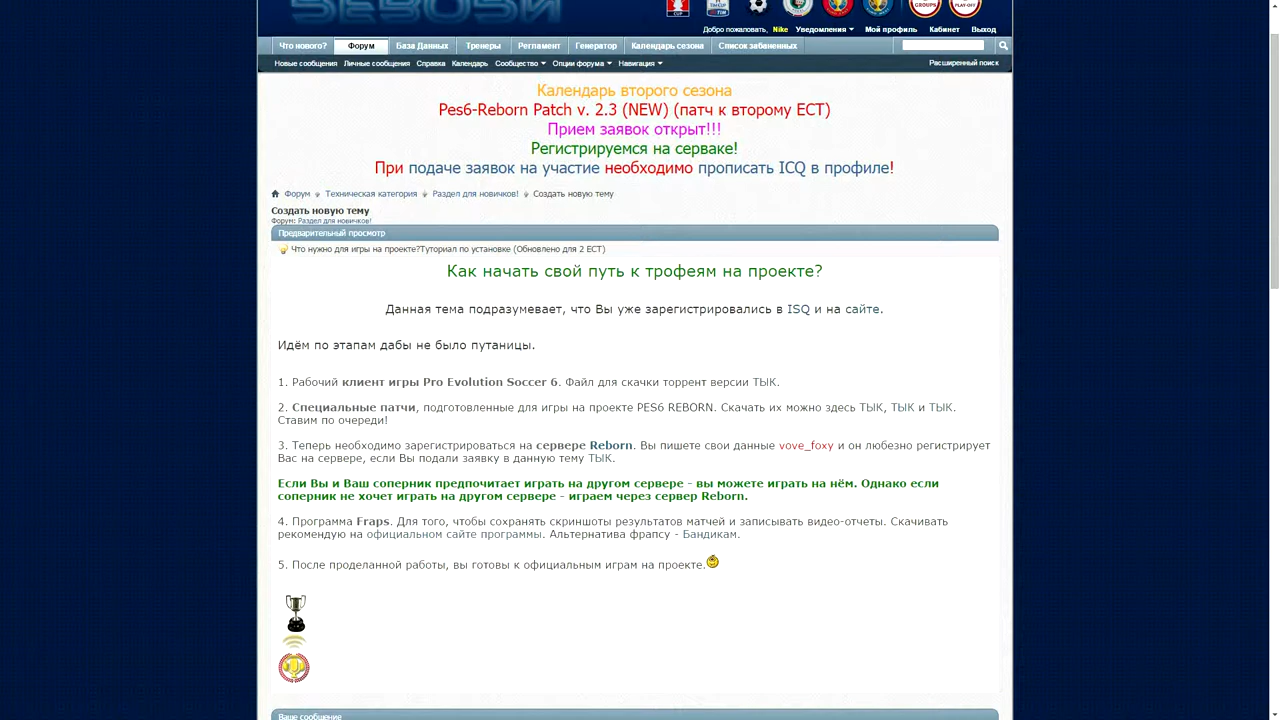 REBORN
CUP
TIM CUP
TIM
GROUPS
PLAY-OFF
Добро пожаловать, Nike Уведомления Мой профиль Кабинет Выход
Что нового? Форум База Данных Тренеры Регламент Генератор Календарь сезона Список забаненных
Новые сообщения Личные сообщения Справка Календарь Сообщество Опции форума Навигация Расширенный поиск
Календарь второго сезона
Pes6-Reborn Patch v. 2.3 (NEW) (патч к второму ЕСТ)
Прием заявок открыт!!!
Регистрируемся на серваке!
При подаче заявок на участие необходимо прописать ICQ в профиле!
Форум Техническая категория Раздел для новичков! Создать новую тему
Создать новую тему
Форум: Раздел для новичков!
Предварительный просмотр
Что нужно для игры на проекте?Туториал по установке (Обновлено для 2 ЕСТ)
Как начать свой путь к трофеям на проекте?
Данная тема подразумевает, что Вы уже зарегистрировались в ISQ и на сайте.
Идём по этапам дабы не было путаницы.
1. Рабочий клиент игры Pro Evolution Soccer 6. Файл для скачки торрент версии ТЫК.
2. Специальные патчи, подготовленные для игры на проекте PES6 REBORN. Скачать их можно здесь ТЫК, ТЫК и ТЫК.
Ставим по очереди!
3. Теперь необходимо зарегистрироваться на сервере Reborn. Вы пишете свои данные vove_foxy и он любезно регистрирует
Вас на сервере, если Вы подали заявку в данную тему ТЫК.
Если Вы и Ваш соперник предпочитает играть на другом сервере - вы можете играть на нём. Однако если
соперник не хочет играть на другом сервере - играем через сервер Reborn.
4. Программа Fraps. Для того, чтобы сохранять скриншоты результатов матчей и записывать видео-отчеты. Скачивать
рекомендую на официальном сайте программы. Альтернатива фрапсу - Бандикам.
5. После проделанной работы, вы готовы к официальным играм на проекте.
Ваше сообщение